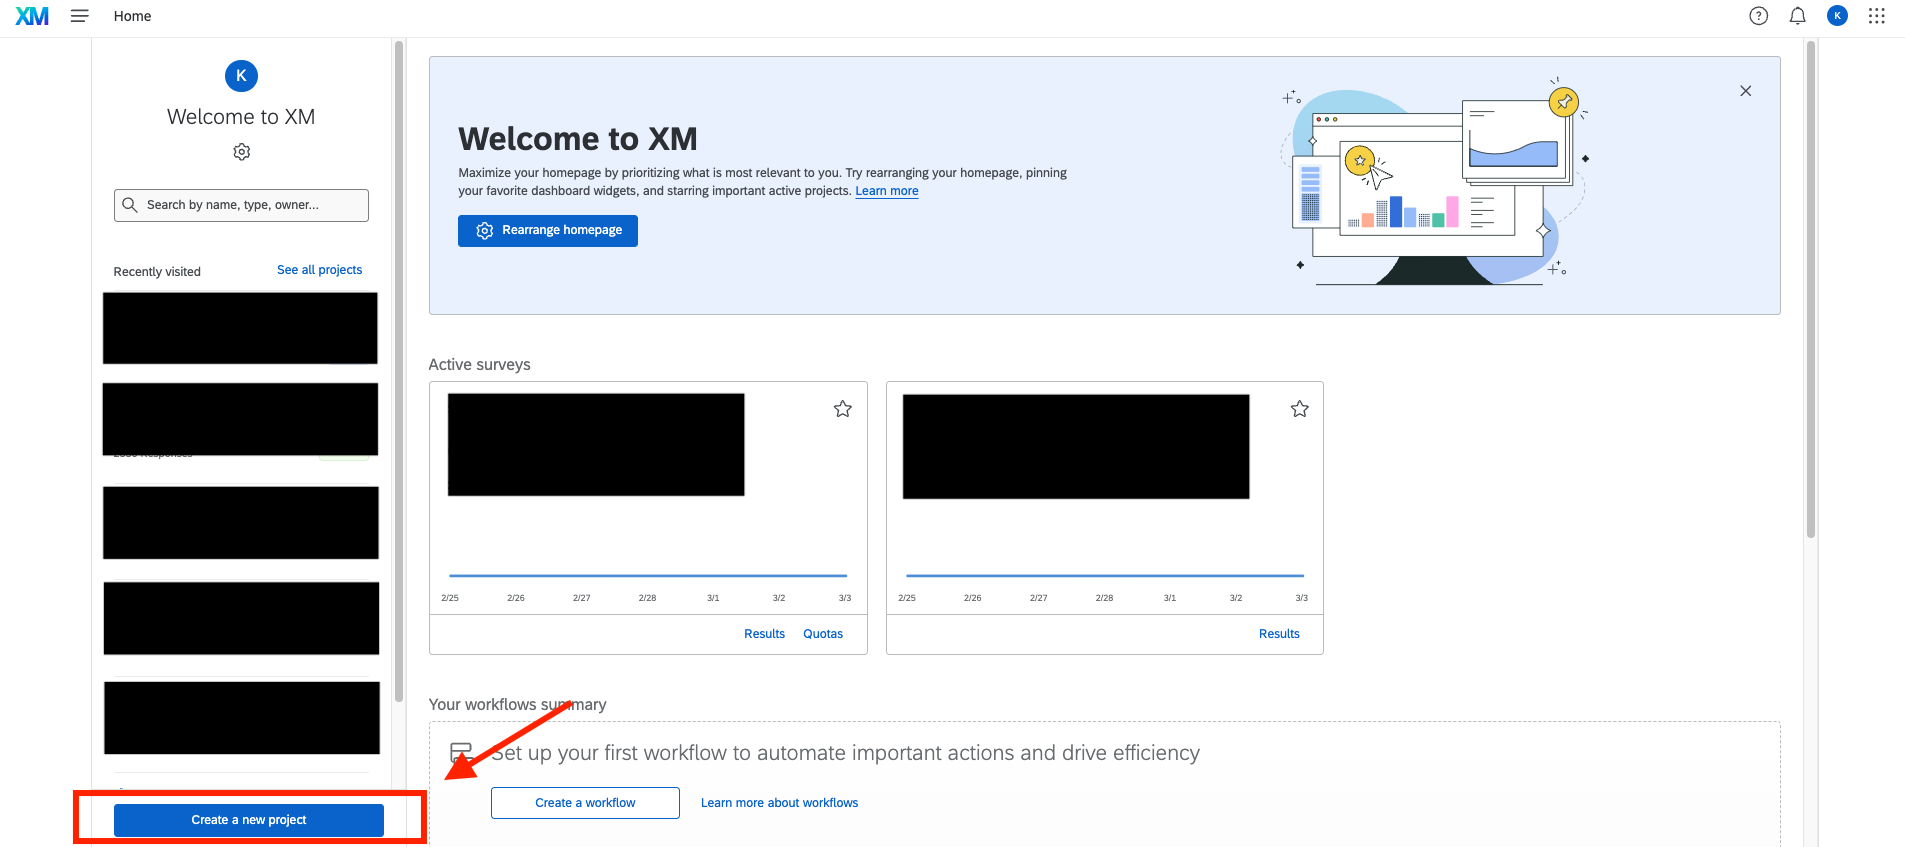 XM
Home
K
K
Welcome to XM
Search by name, type, owner...
Recently visited
See all projects
Create a new project
Welcome to XM
Maximize your homepage by prioritizing what is most relevant to you. Try rearranging your homepage, pinning
your favorite dashboard widgets, and starring important active projects. Learn more
Rearrange homepage
Active surveys
2/25 2/26 2/27 2/28 3/1 3/2 3/3
Results Quotas
2/25 2/26 2/27 2/28 3/1 3/2 3/3
Results
Your workflows summary
Set up your first workflow to automate important actions and drive efficiency
Create a workflow
Learn more about workflows